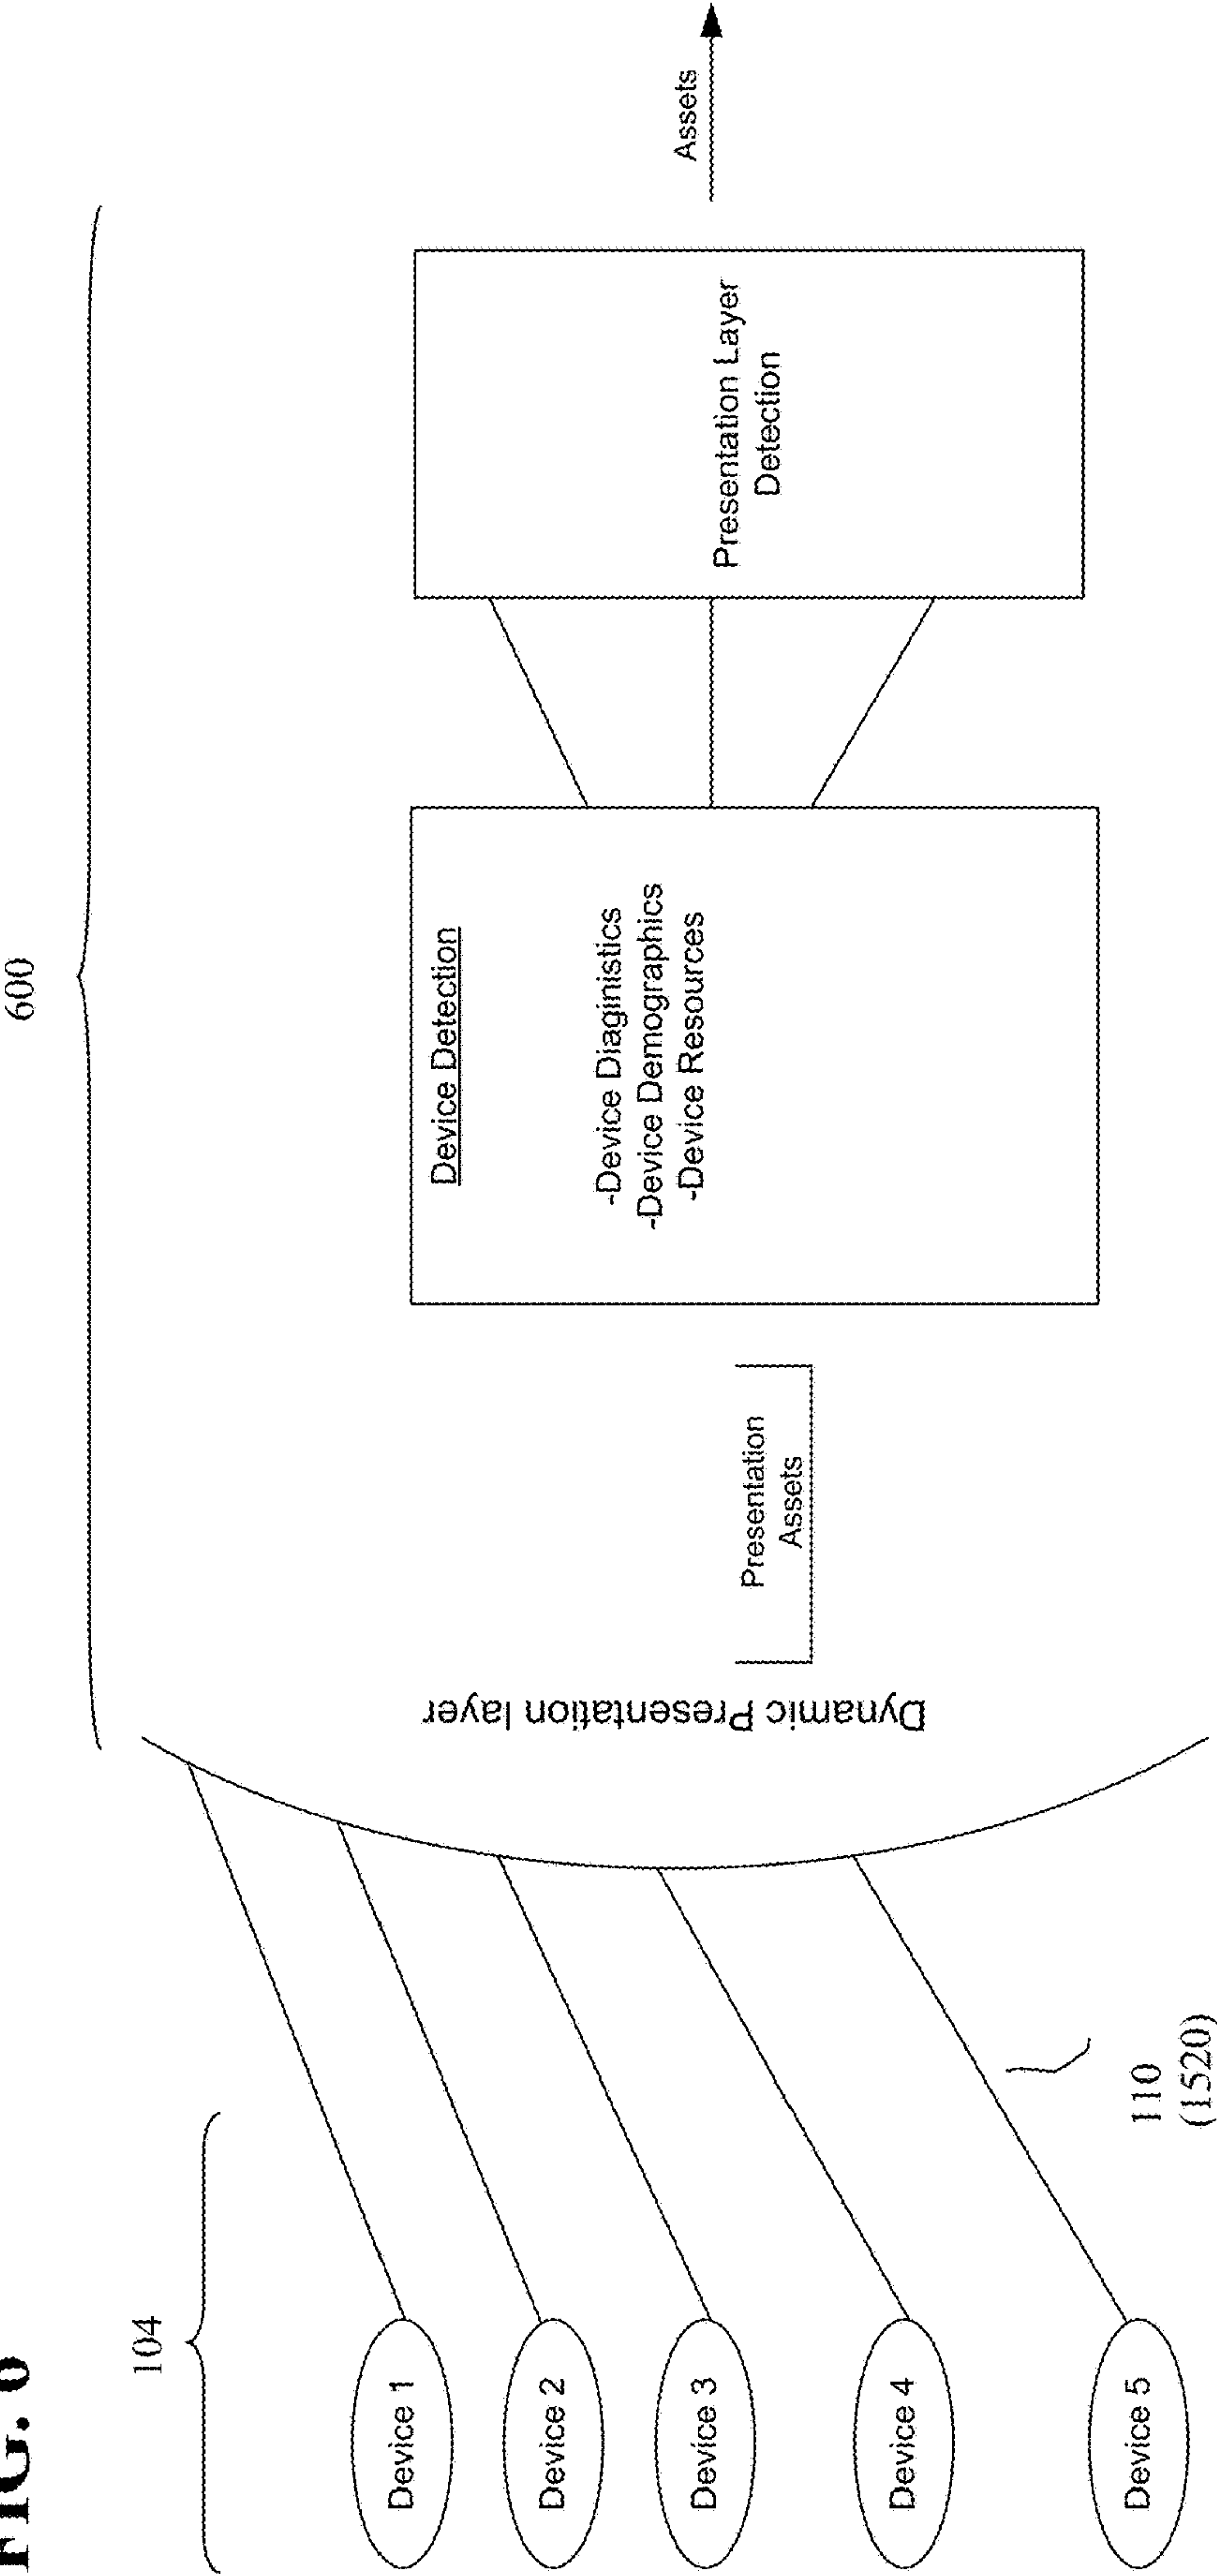 FIG. 6
600
104
Device 1
Device 2
Device 3
Device 4
Device 5
110
(1520)
Dynamic Presentation layer
Presentation
Assets
Device Detection
-Device Diaginistics
-Device Demographics
-Device Resources
Presentation Layer
Detection
Assets